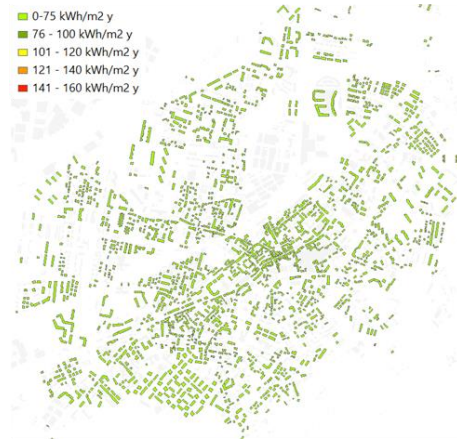 0-75 kWh/m2 y
76 - 100 kWh/m2 y
101 - 120 kWh/m2 y
121 - 140 kWh/m2 y
141 - 160 kWh/m2 y